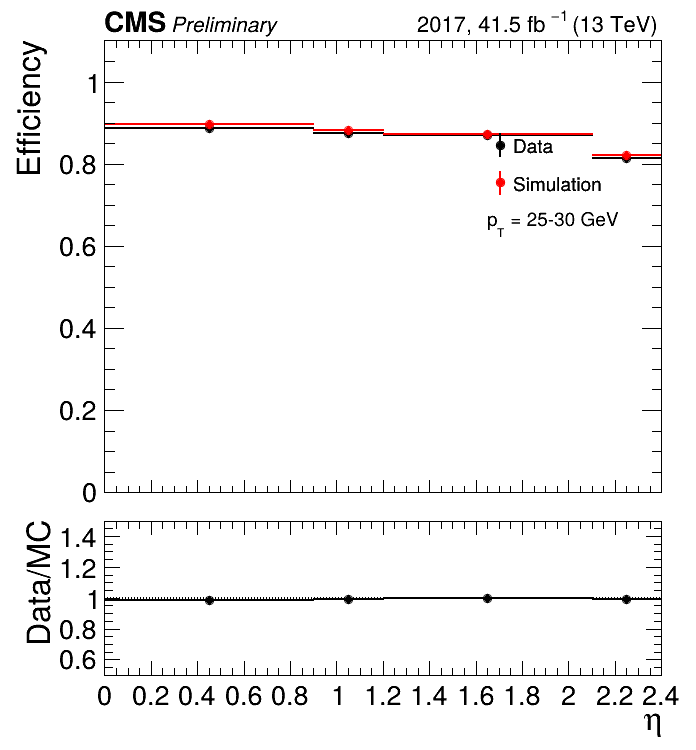 CMS Preliminary 2017, 41.5 fb⁻¹ (13 TeV)
Efficiency
1
0.8
0.6
0.4
0.2
0
Data
Simulation
p_T = 25-30 GeV
Data/MC
1.4
1.2
1
0.8
0.6
0 0.2 0.4 0.6 0.8 1 1.2 1.4 1.6 1.8 2 2.2 2.4
η